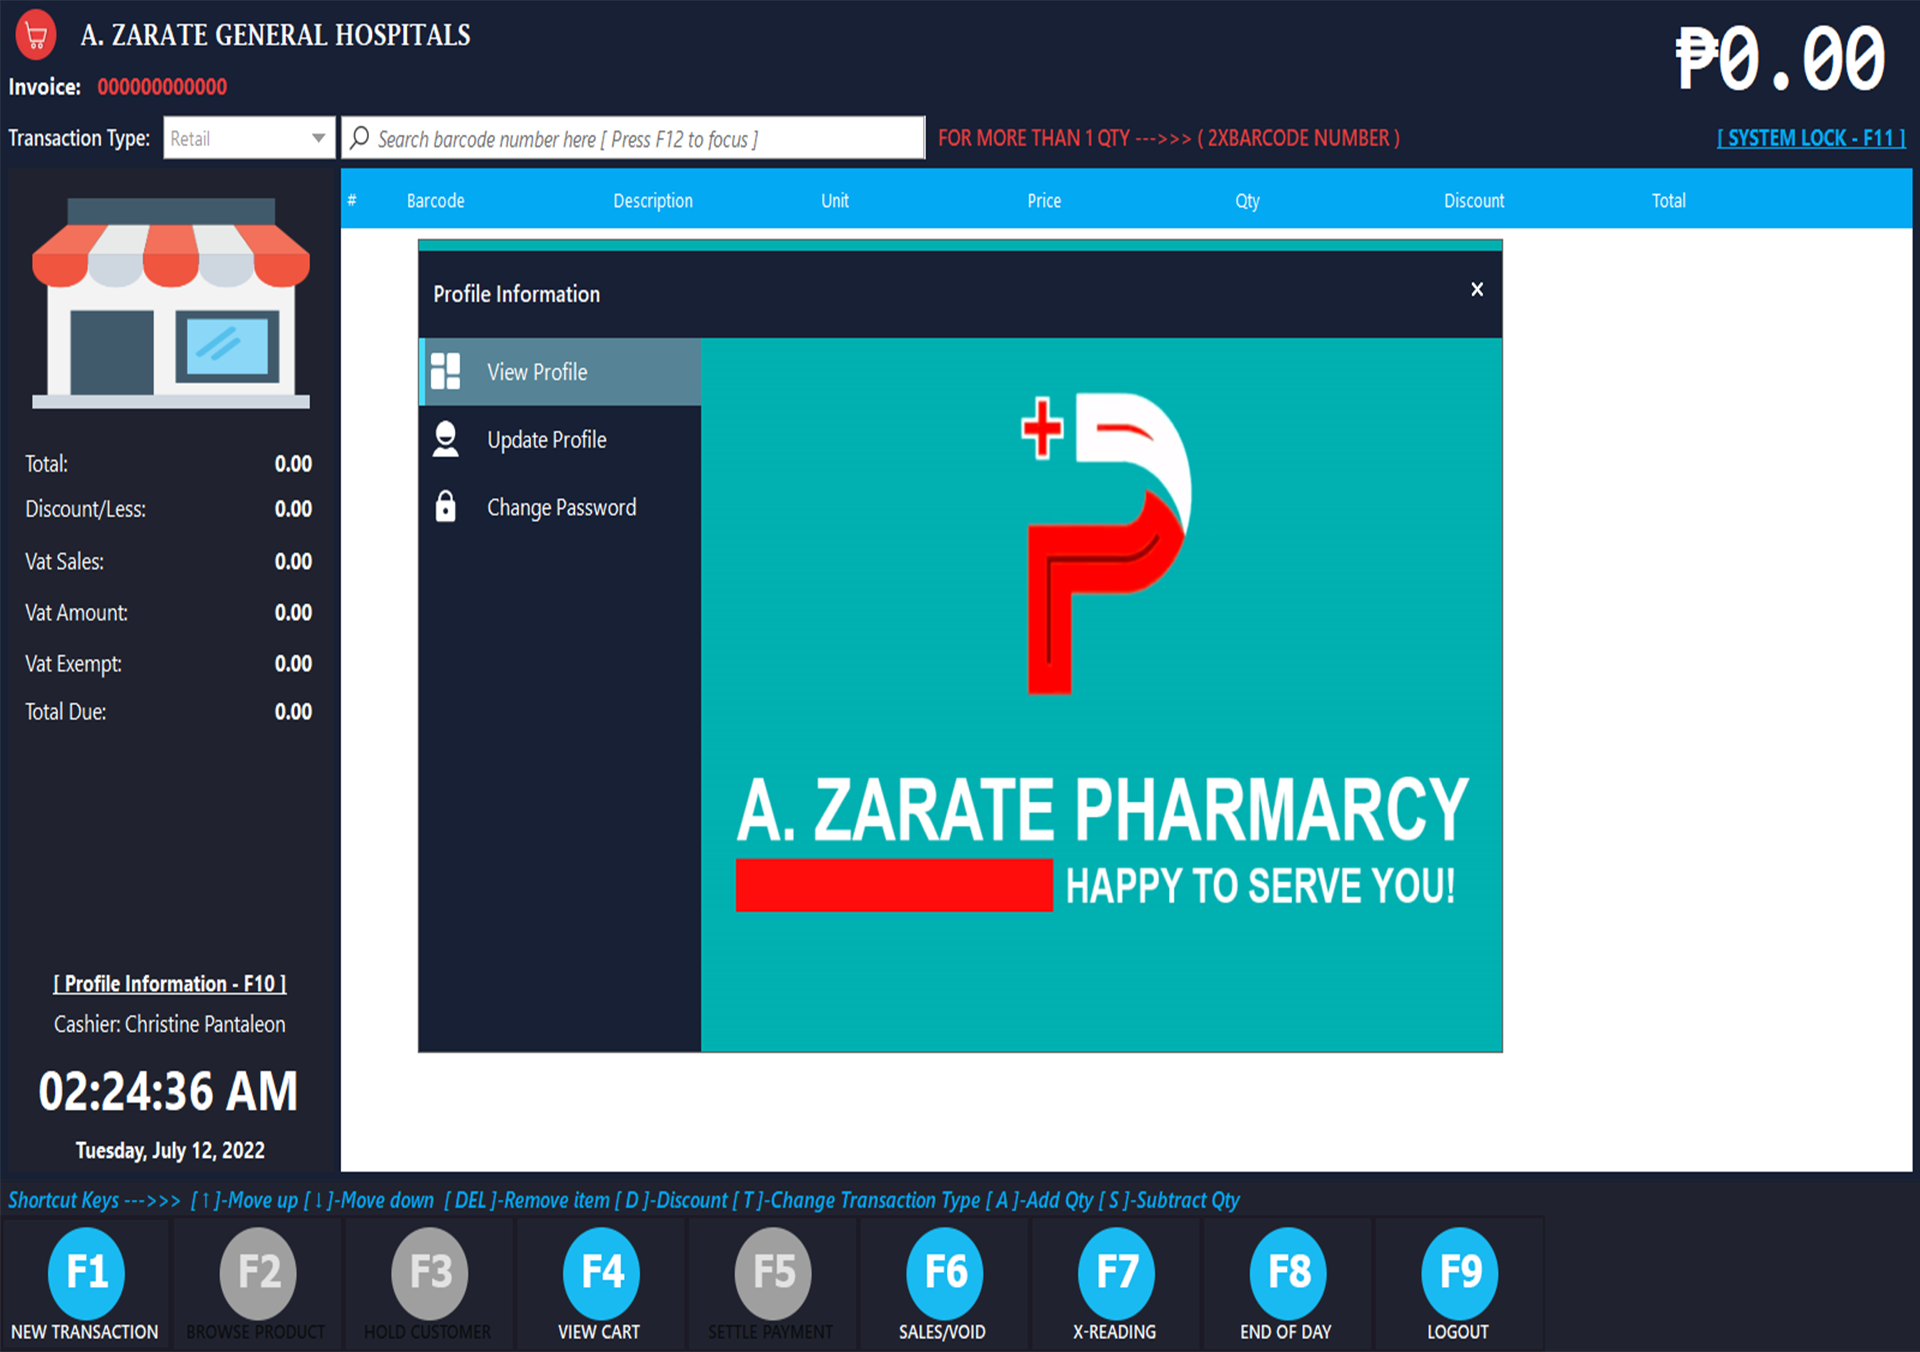 A. ZARATE GENERAL HOSPITALS
₱0.00
Invoice: 000000000000
Transaction Type: Retail Search barcode number here [ Press F12 to focus ] FOR MORE THAN 1 QTY --->>> ( 2XBARCODE NUMBER ) [ SYSTEM LOCK - F11 ]
# Barcode Description Unit Price Qty Discount Total
Profile Information x
View Profile
Update Profile
Change Password
A. ZARATE PHARMARCY
HAPPY TO SERVE YOU!
Total: 0.00
Discount/Less: 0.00
Vat Sales: 0.00
Vat Amount: 0.00
Vat Exempt: 0.00
Total Due: 0.00
[ Profile Information - F10 ]
Cashier: Christine Pantaleon
02:24:36 AM
Tuesday, July 12, 2022
Shortcut Keys --->>> [ ↑ ]-Move up [ ↓ ]-Move down [ DEL ]-Remove item [ D ]-Discount [ T ]-Change Transaction Type [ A ]-Add Qty [ S ]-Subtract Qty
F1 F2 F3 F4 F5 F6 F7 F8 F9
NEW TRANSACTION BROWSE PRODUCT HOLD CUSTOMER VIEW CART SETTLE PAYMENT SALES/VOID X-READING END OF DAY LOGOUT